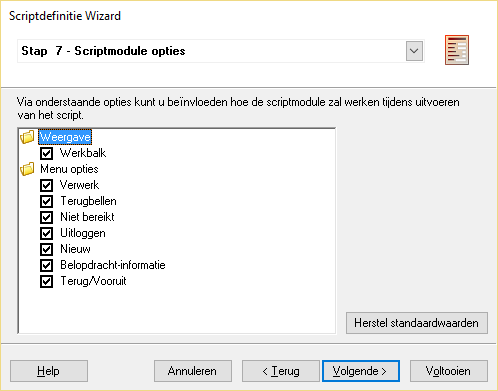 Scriptdefinitie Wizard
Stap 7 - Scriptmodule opties
Via onderstaande opties kunt u beïnvloeden hoe de scriptmodule zal werken tijdens uitvoeren
van het script.
Weergave
Werkbalk
Menu opties
Verwerk
Terugbellen
Niet bereikt
Uitloggen
Nieuw
Belopdracht-informatie
Terug/Vooruit
Herstel standaardwaarden
Help
Annuleren
< Terug
Volgende >
Voltooien